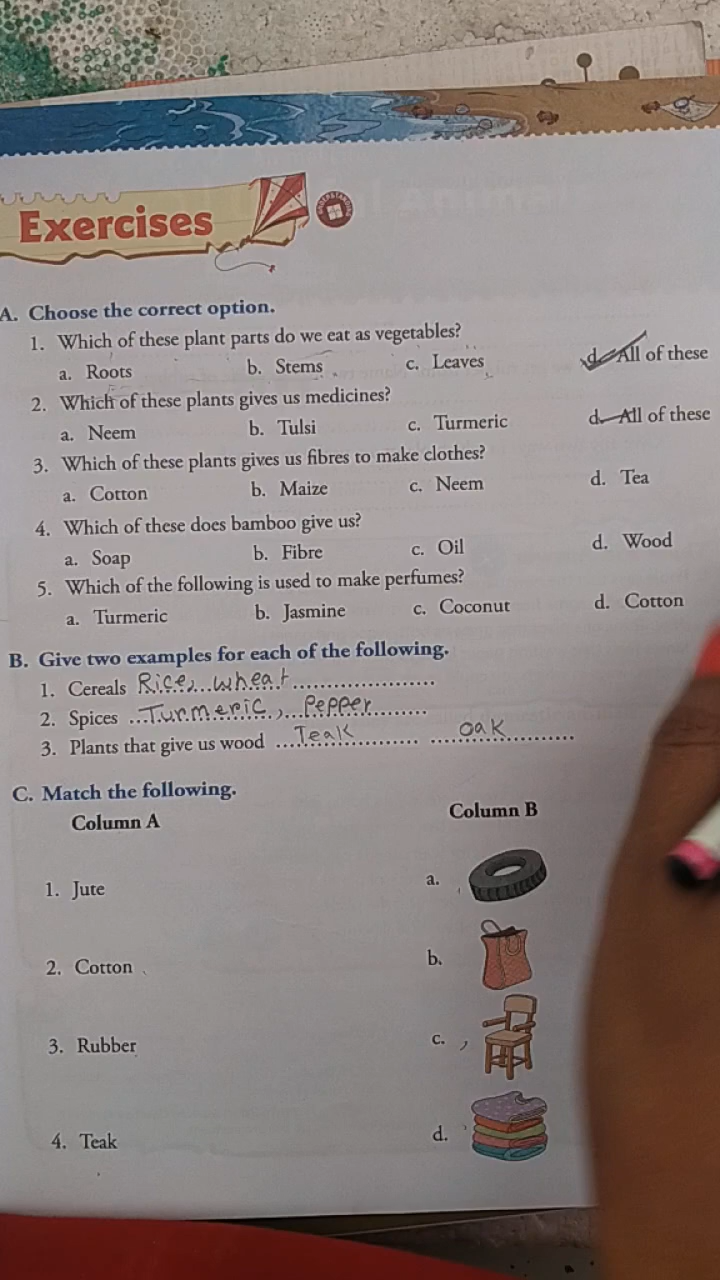 Exercises
A. Choose the correct option.
1. Which of these plant parts do we eat as vegetables?
a. Roots b. Stems c. Leaves d. All of these
2. Which of these plants gives us medicines?
a. Neem b. Tulsi c. Turmeric d. All of these
3. Which of these plants gives us fibres to make clothes?
a. Cotton b. Maize c. Neem d. Tea
4. Which of these does bamboo give us?
a. Soap b. Fibre c. Oil d. Wood
5. Which of the following is used to make perfumes?
a. Turmeric b. Jasmine c. Coconut d. Cotton
B. Give two examples for each of the following.
1. Cereals Rice, wheat
2. Spices Turmeric, Pepper
3. Plants that give us wood Teak oak
C. Match the following.
Column A Column B
1. Jute a.
2. Cotton b.
3. Rubber c.
4. Teak d.